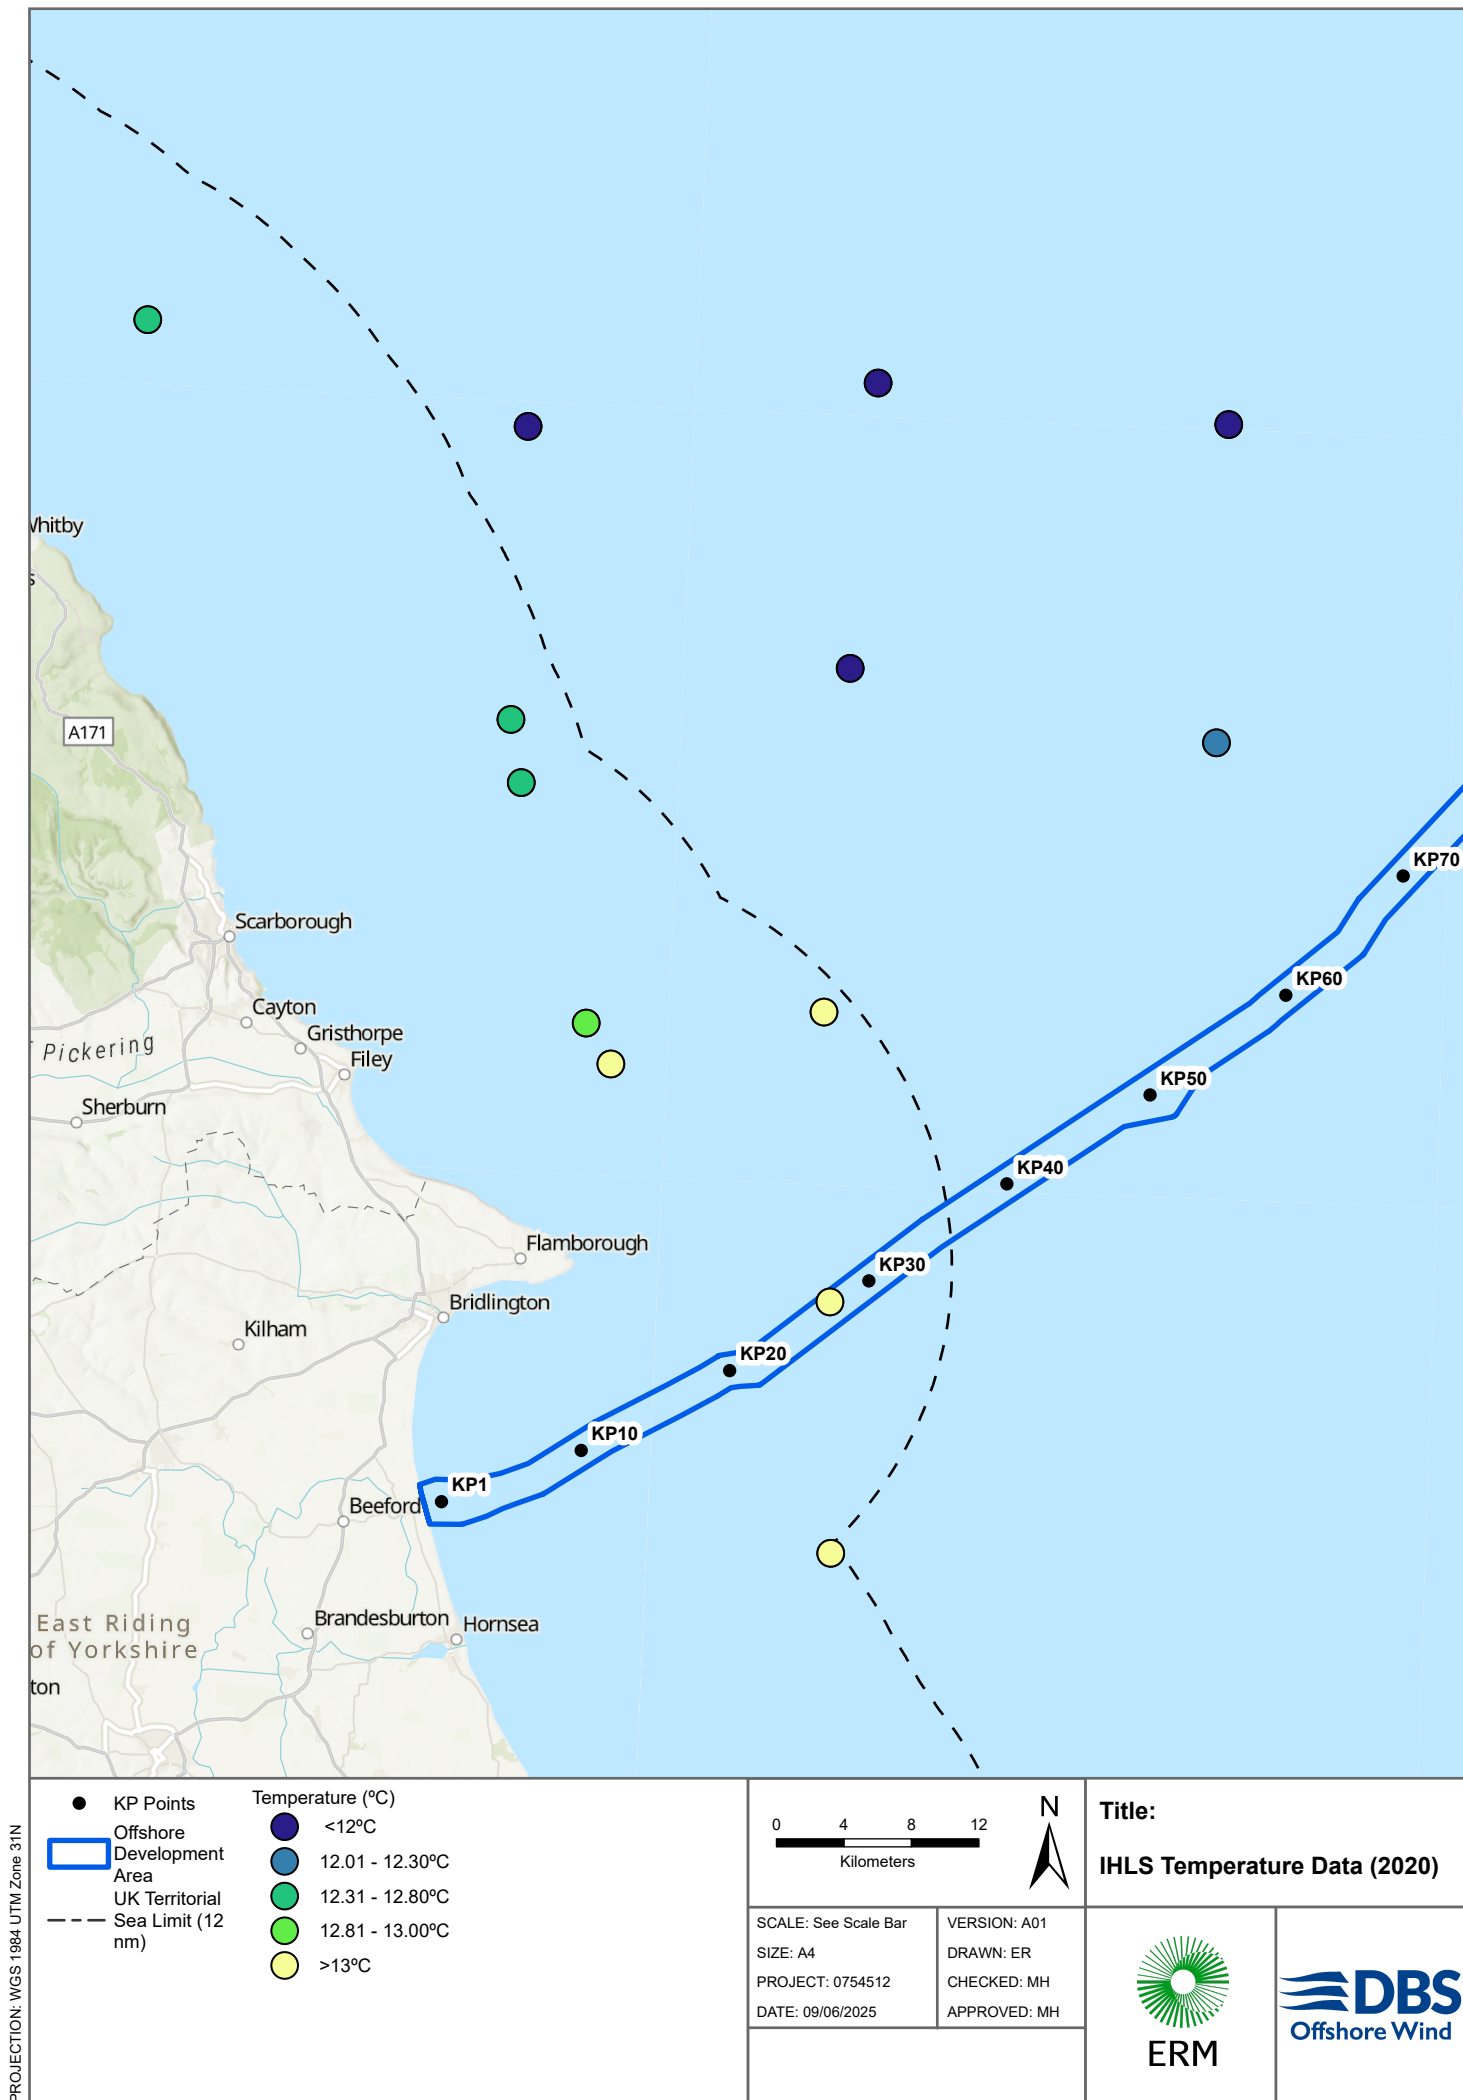 Whitby
s
A171
KP70
Scarborough
KP60
Cayton
Gristhorpe
Pickering
Filey
KP50
Sherburn
KP40
Flamborough
KP30
Bridlington
Kilham
KP20
KP10
KP1
Beeford
East Riding
of Yorkshire
Brandesburton
Hornsea
ton
PROJECTION: WGS 1984 UTM Zone 31N
KP Points
Offshore
Development
Area
UK Territorial
Sea Limit (12
nm)
Temperature (ºC)
<12ºC
12.01 - 12.30ºC
12.31 - 12.80ºC
12.81 - 13.00ºC
>13ºC
0 4 8 12
Kilometers
N
Title:
IHLS Temperature Data (2020)
SCALE: See Scale Bar
SIZE: A4
PROJECT: 0754512
DATE: 09/06/2025
VERSION: A01
DRAWN: ER
CHECKED: MH
APPROVED: MH
ERM
DBS
Offshore Wind